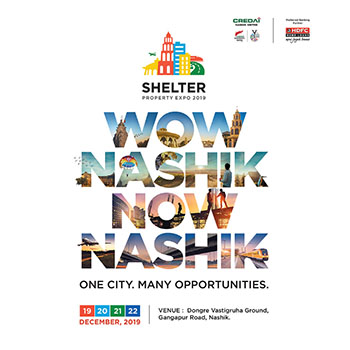 CREDAI
HDFC
SHELTER
PROPERTY EXPO 2019
WOW
NASHIK
NOW
NASHIK
ONE CITY. MANY OPPORTUNITIES.
19 20 21 22
DECEMBER, 2019
VENUE : Dongre Vastigruha Ground,
Gangapur Road, Nashik.